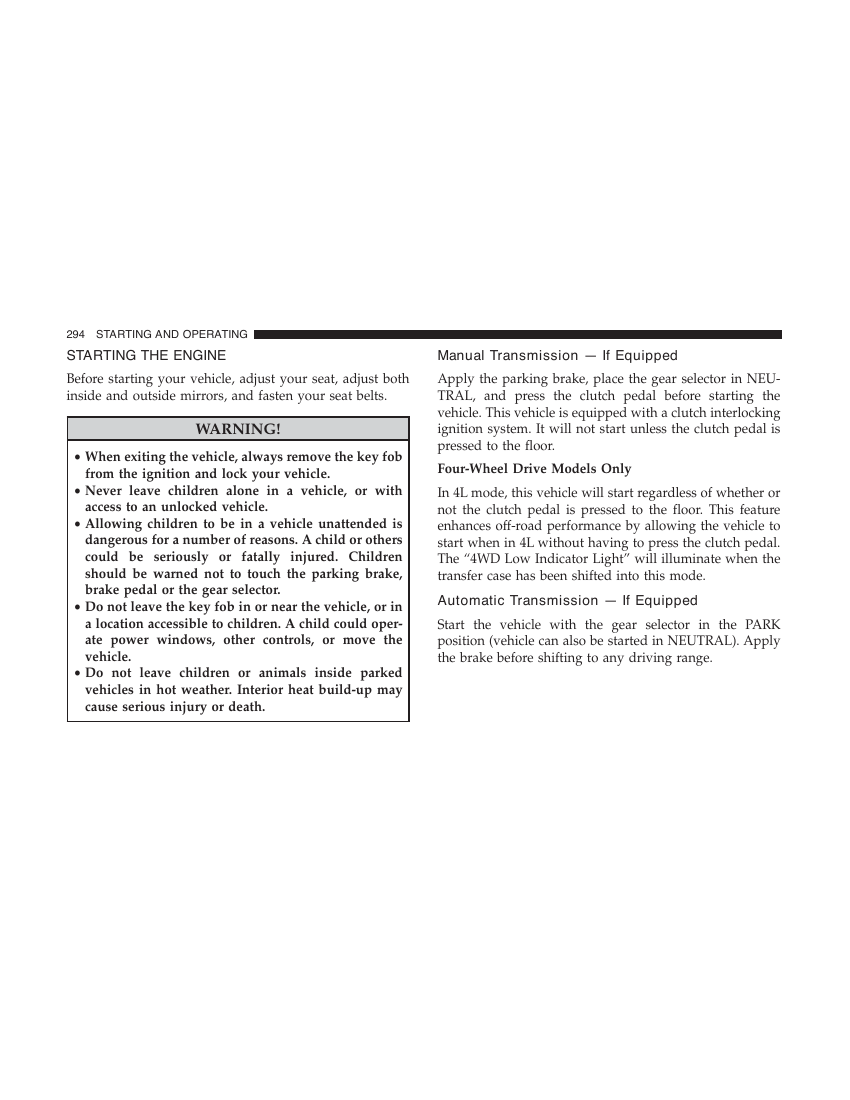 294 STARTING AND OPERATING
STARTING THE ENGINE
Before starting your vehicle, adjust your seat, adjust both
inside and outside mirrors, and fasten your seat belts.
WARNING!
• When exiting the vehicle, always remove the key fob
from the ignition and lock your vehicle.
• Never leave children alone in a vehicle, or with
access to an unlocked vehicle.
• Allowing children to be in a vehicle unattended is
dangerous for a number of reasons. A child or others
could be seriously or fatally injured. Children
should be warned not to touch the parking brake,
brake pedal or the gear selector.
• Do not leave the key fob in or near the vehicle, or in
a location accessible to children. A child could oper-
ate power windows, other controls, or move the
vehicle.
• Do not leave children or animals inside parked
vehicles in hot weather. Interior heat build-up may
cause serious injury or death.
Manual Transmission — If Equipped
Apply the parking brake, place the gear selector in NEU-
TRAL, and press the clutch pedal before starting the
vehicle. This vehicle is equipped with a clutch interlocking
ignition system. It will not start unless the clutch pedal is
pressed to the floor.
Four-Wheel Drive Models Only
In 4L mode, this vehicle will start regardless of whether or
not the clutch pedal is pressed to the floor. This feature
enhances off-road performance by allowing the vehicle to
start when in 4L without having to press the clutch pedal.
The “4WD Low Indicator Light” will illuminate when the
transfer case has been shifted into this mode.
Automatic Transmission — If Equipped
Start the vehicle with the gear selector in the PARK
position (vehicle can also be started in NEUTRAL). Apply
the brake before shifting to any driving range.